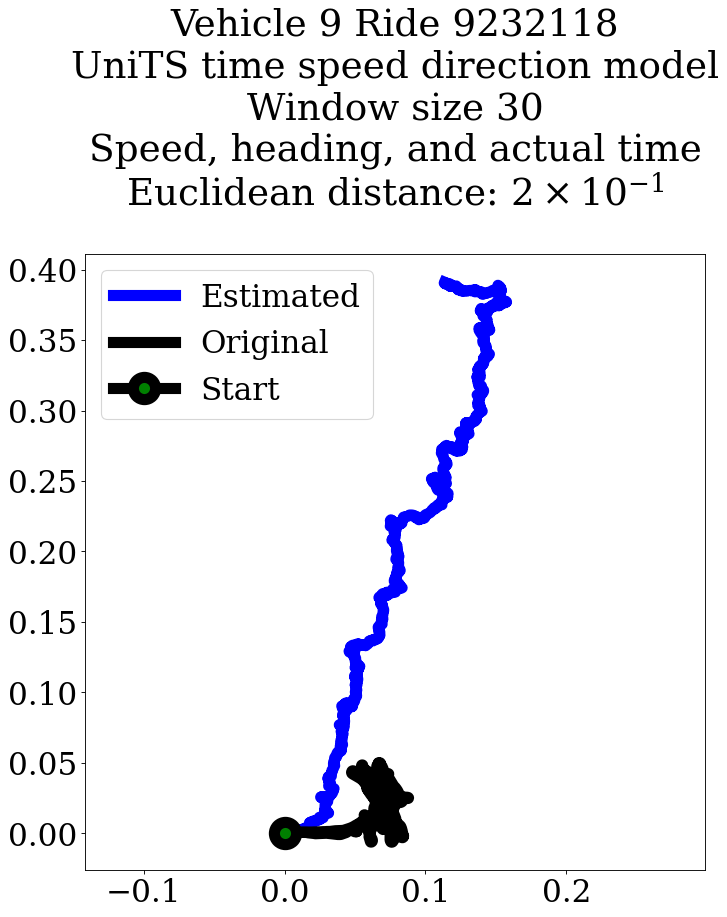 Vehicle 9 Ride 9232118
UniTS time speed direction model
Window size 30
Speed, heading, and actual time
Euclidean distance: 2 × 10⁻¹
Estimated
Original
Start
0.40
0.35
0.30
0.25
0.20
0.15
0.10
0.05
0.00
−0.1 0.0 0.1 0.2